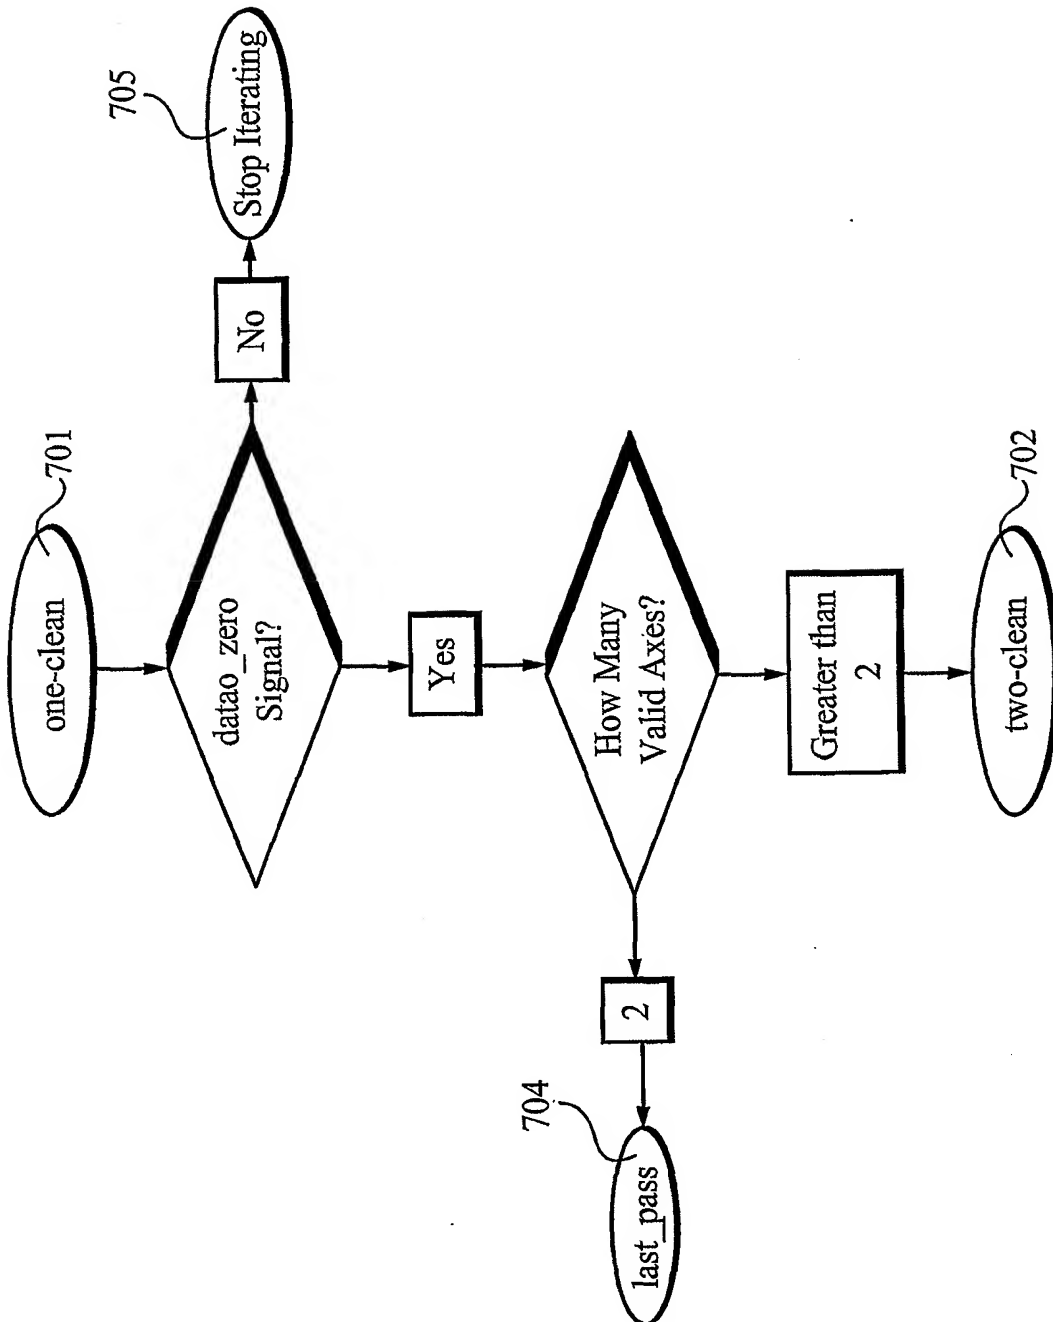 one-clean
701
datao_zero
Signal?
No
Stop Iterating
705
Yes
How Many
Valid Axes?
2
last_pass
704
Greater than
2
two-clean
702